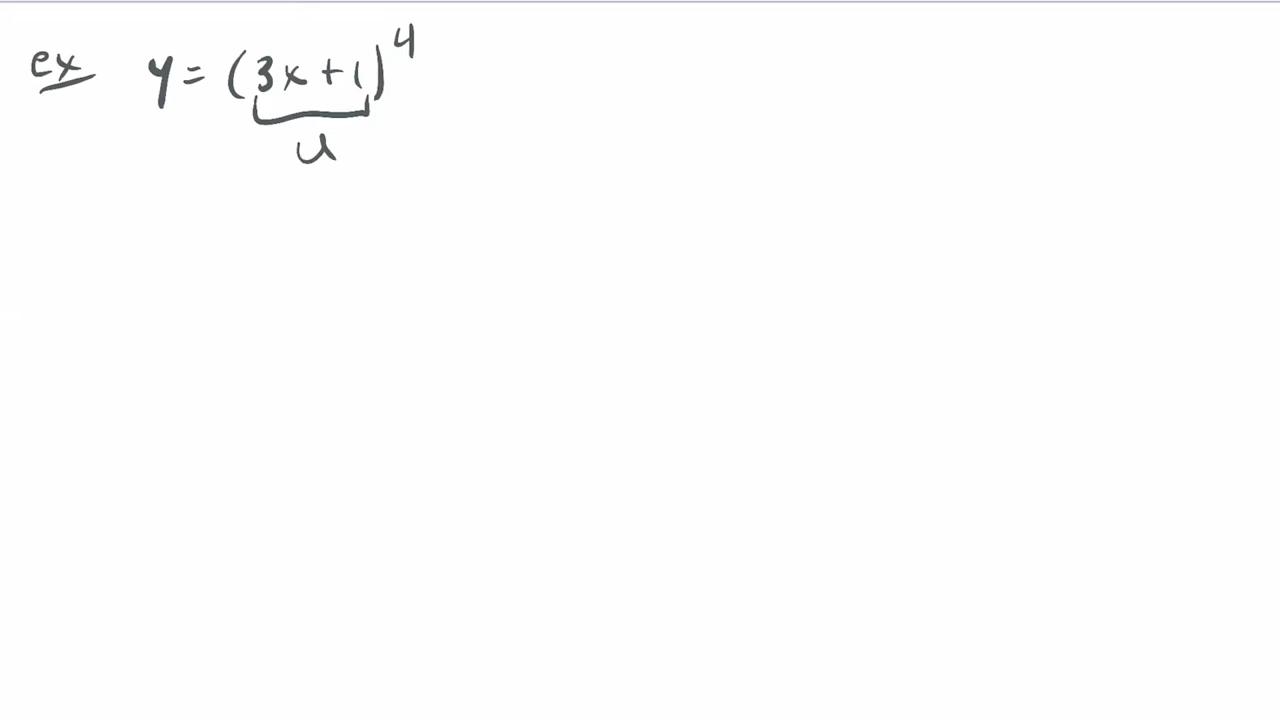 ex y = (3x + 1)^4
u